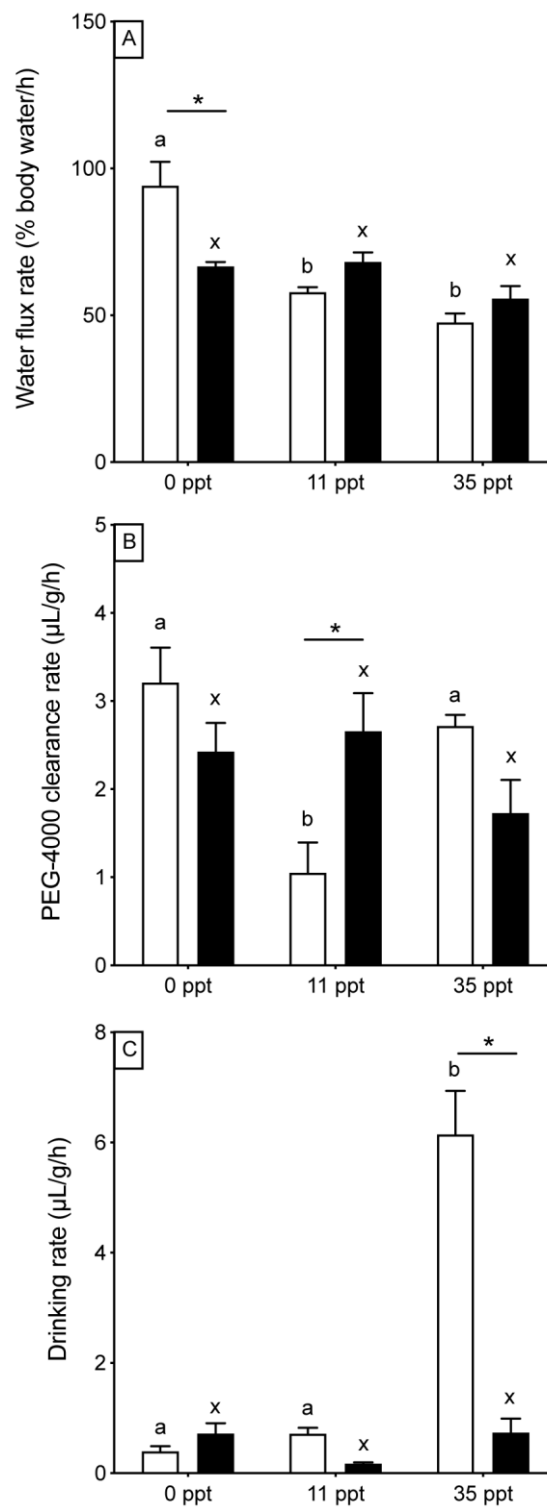 A
Water flux rate (% body water/h)
150
100
50
0
*
a
x
b
x
b
x
0 ppt
11 ppt
35 ppt
B
PEG-4000 clearance rate (µL/g/h)
5
4
3
2
1
0
a
x
*
b
x
a
x
0 ppt
11 ppt
35 ppt
C
Drinking rate (µL/g/h)
8
6
4
2
0
a
x
a
x
*
b
x
0 ppt
11 ppt
35 ppt